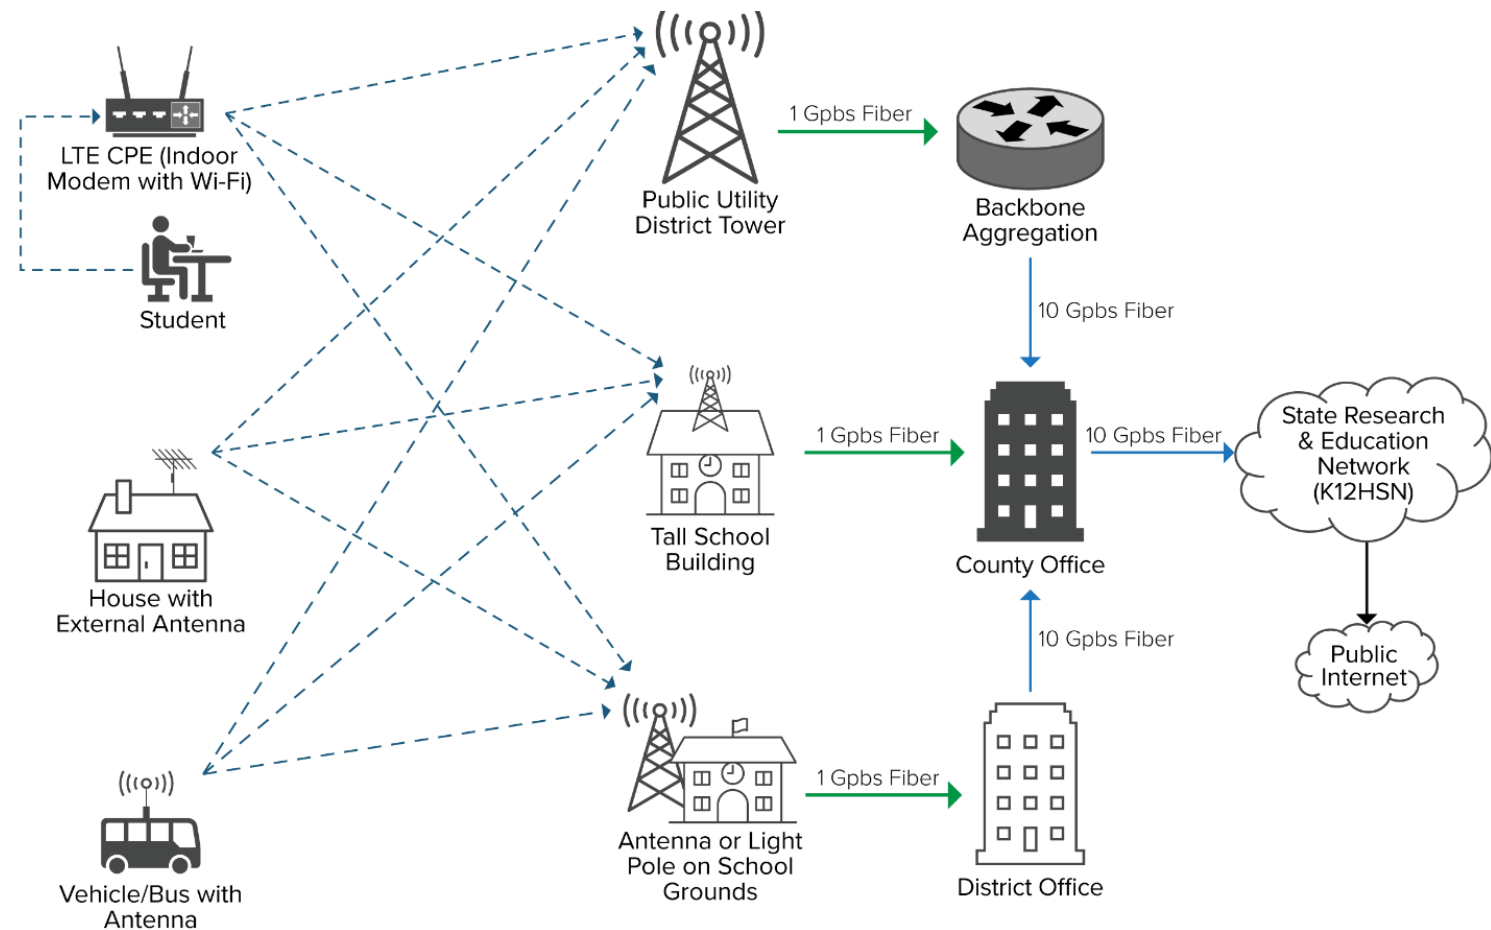 LTE CPE (Indoor
Modem with Wi-Fi)
Student
House with
External Antenna
Vehicle/Bus with
Antenna
Public Utility
District Tower
Tall School
Building
Antenna or Light
Pole on School
Grounds
1 Gpbs Fiber
Backbone
Aggregation
10 Gpbs Fiber
1 Gpbs Fiber
County Office
10 Gpbs Fiber
10 Gpbs Fiber
1 Gpbs Fiber
District Office
State Research
& Education
Network
(K12HSN)
Public
Internet